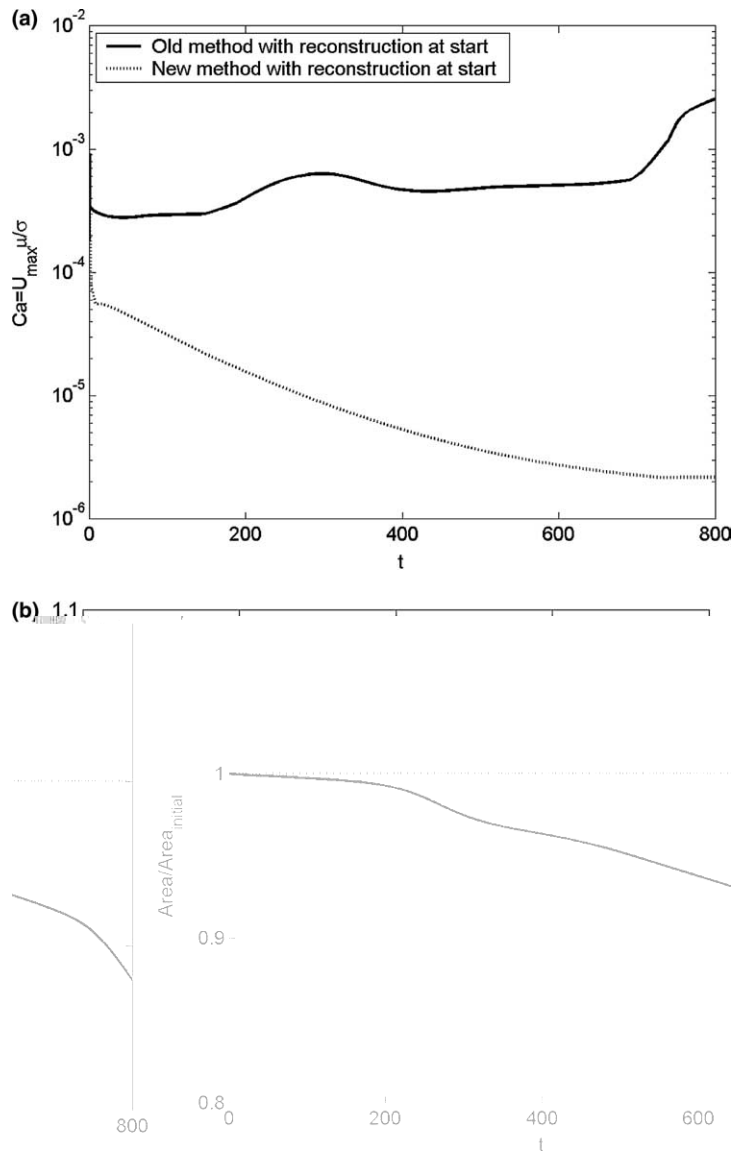 (a)
10^-2
Old method with reconstruction at start
New method with reconstruction at start
10^-3
10^-4
10^-5
10^-6
Ca=U_max μ/σ
0 200 400 600 800
t
(b) 1.1
1
0.9
0.8
Area/Area_initial
800 0 200 400 600
t